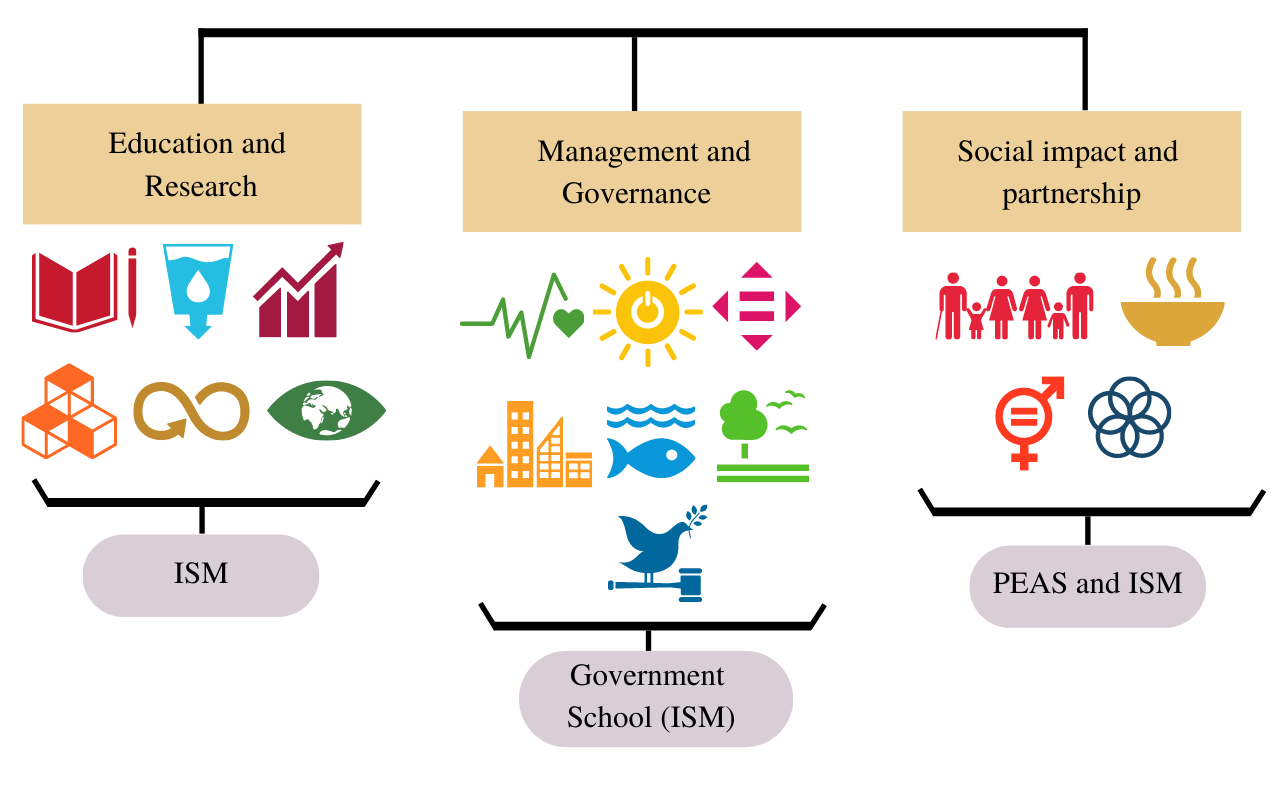 Education and
Research
Management and
Governance
Social impact and
partnership
ISM
Government
School (ISM)
PEAS and ISM